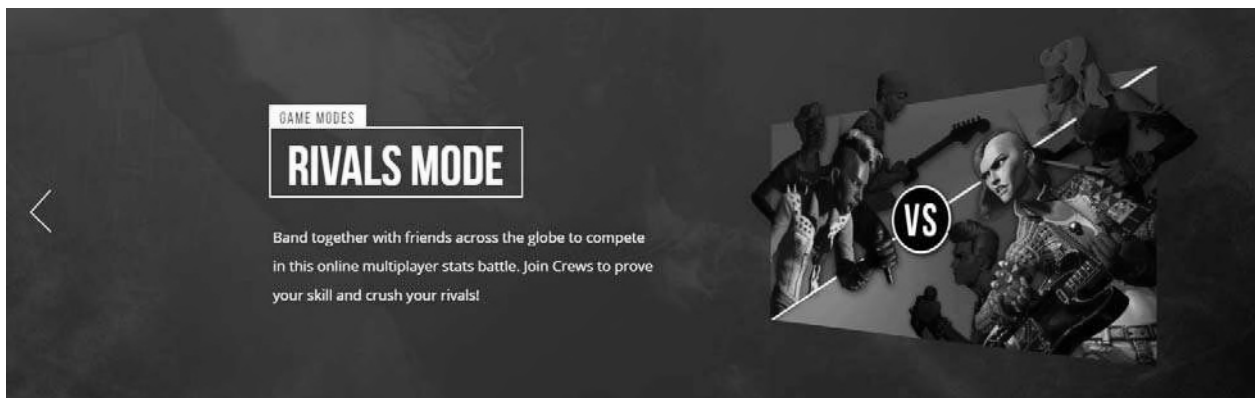 GAME MODES
RIVALS MODE
Band together with friends across the globe to compete
in this online multiplayer stats battle. Join Crews to prove
your skill and crush your rivals!
VS